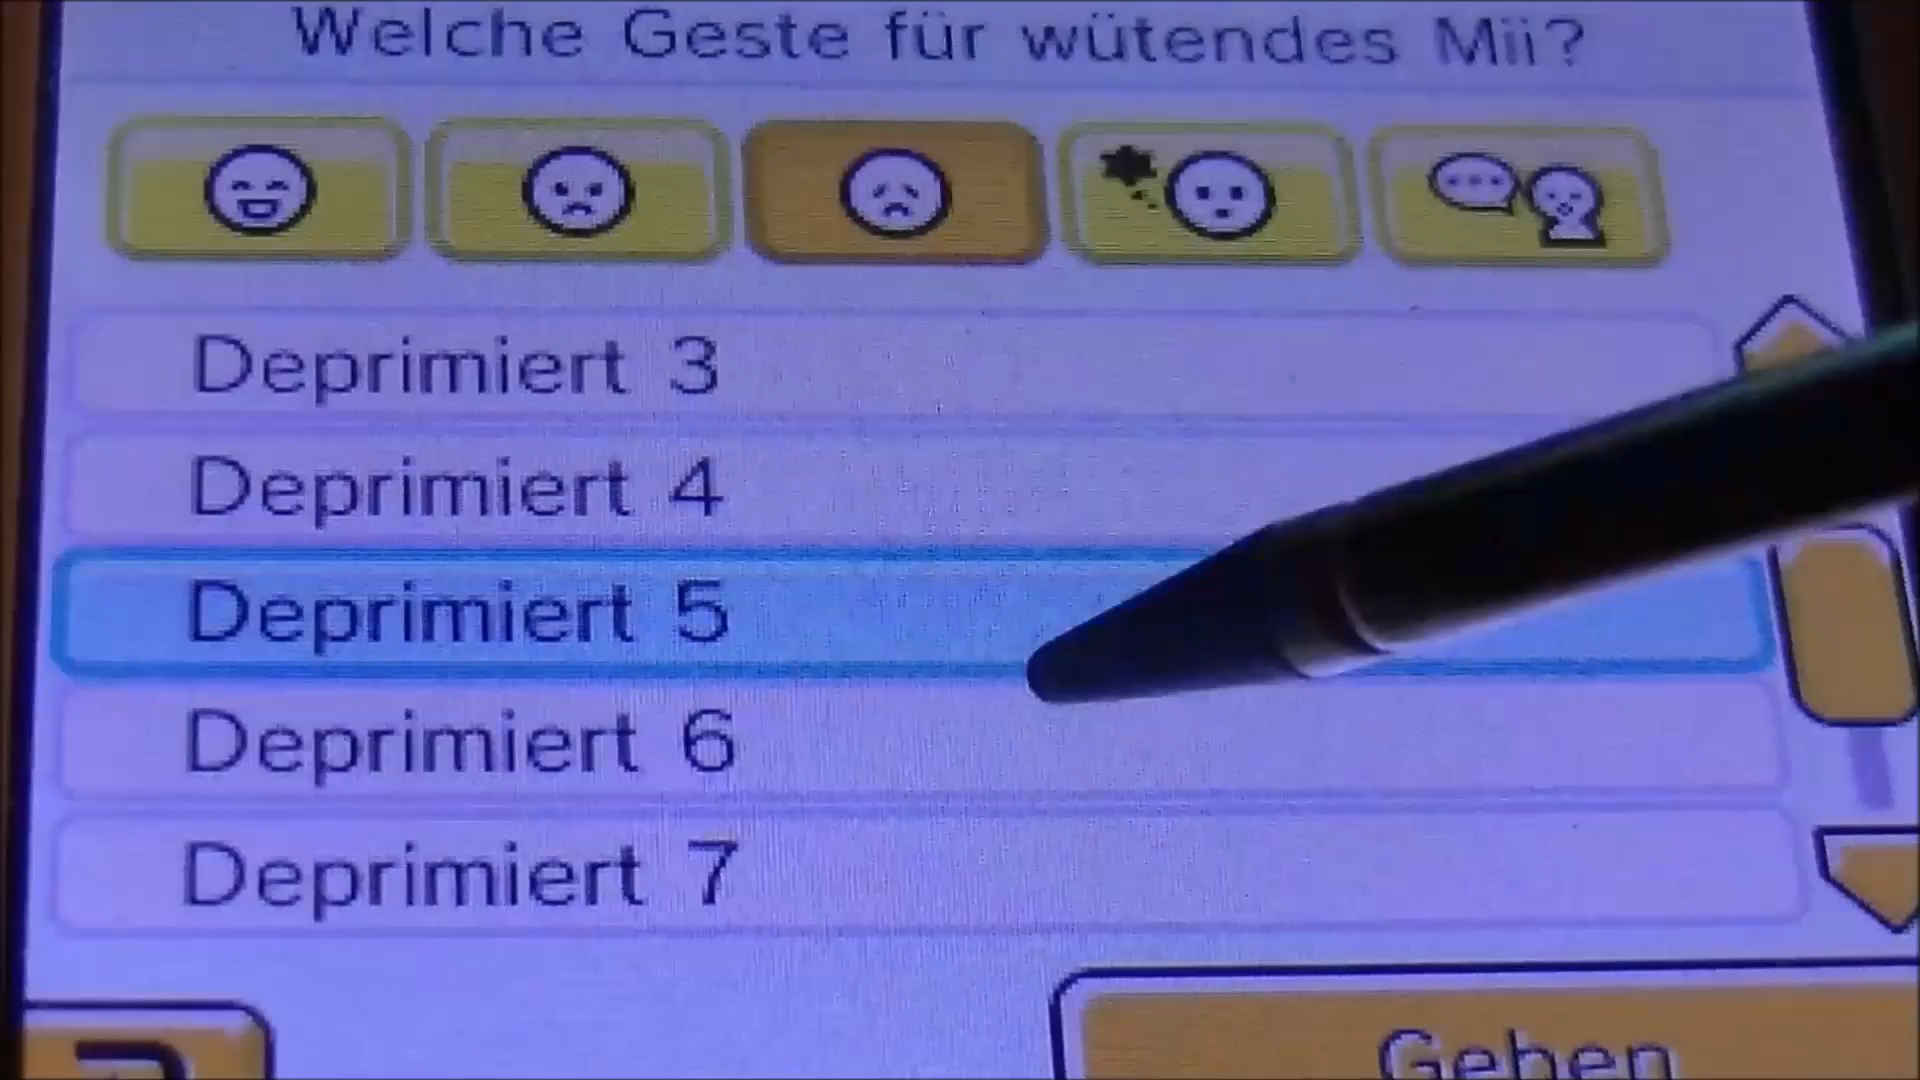 Welche Geste für wütendes Mii?
Deprimiert 3
Deprimiert 4
Deprimiert 5
Deprimiert 6
Deprimiert 7
Geben